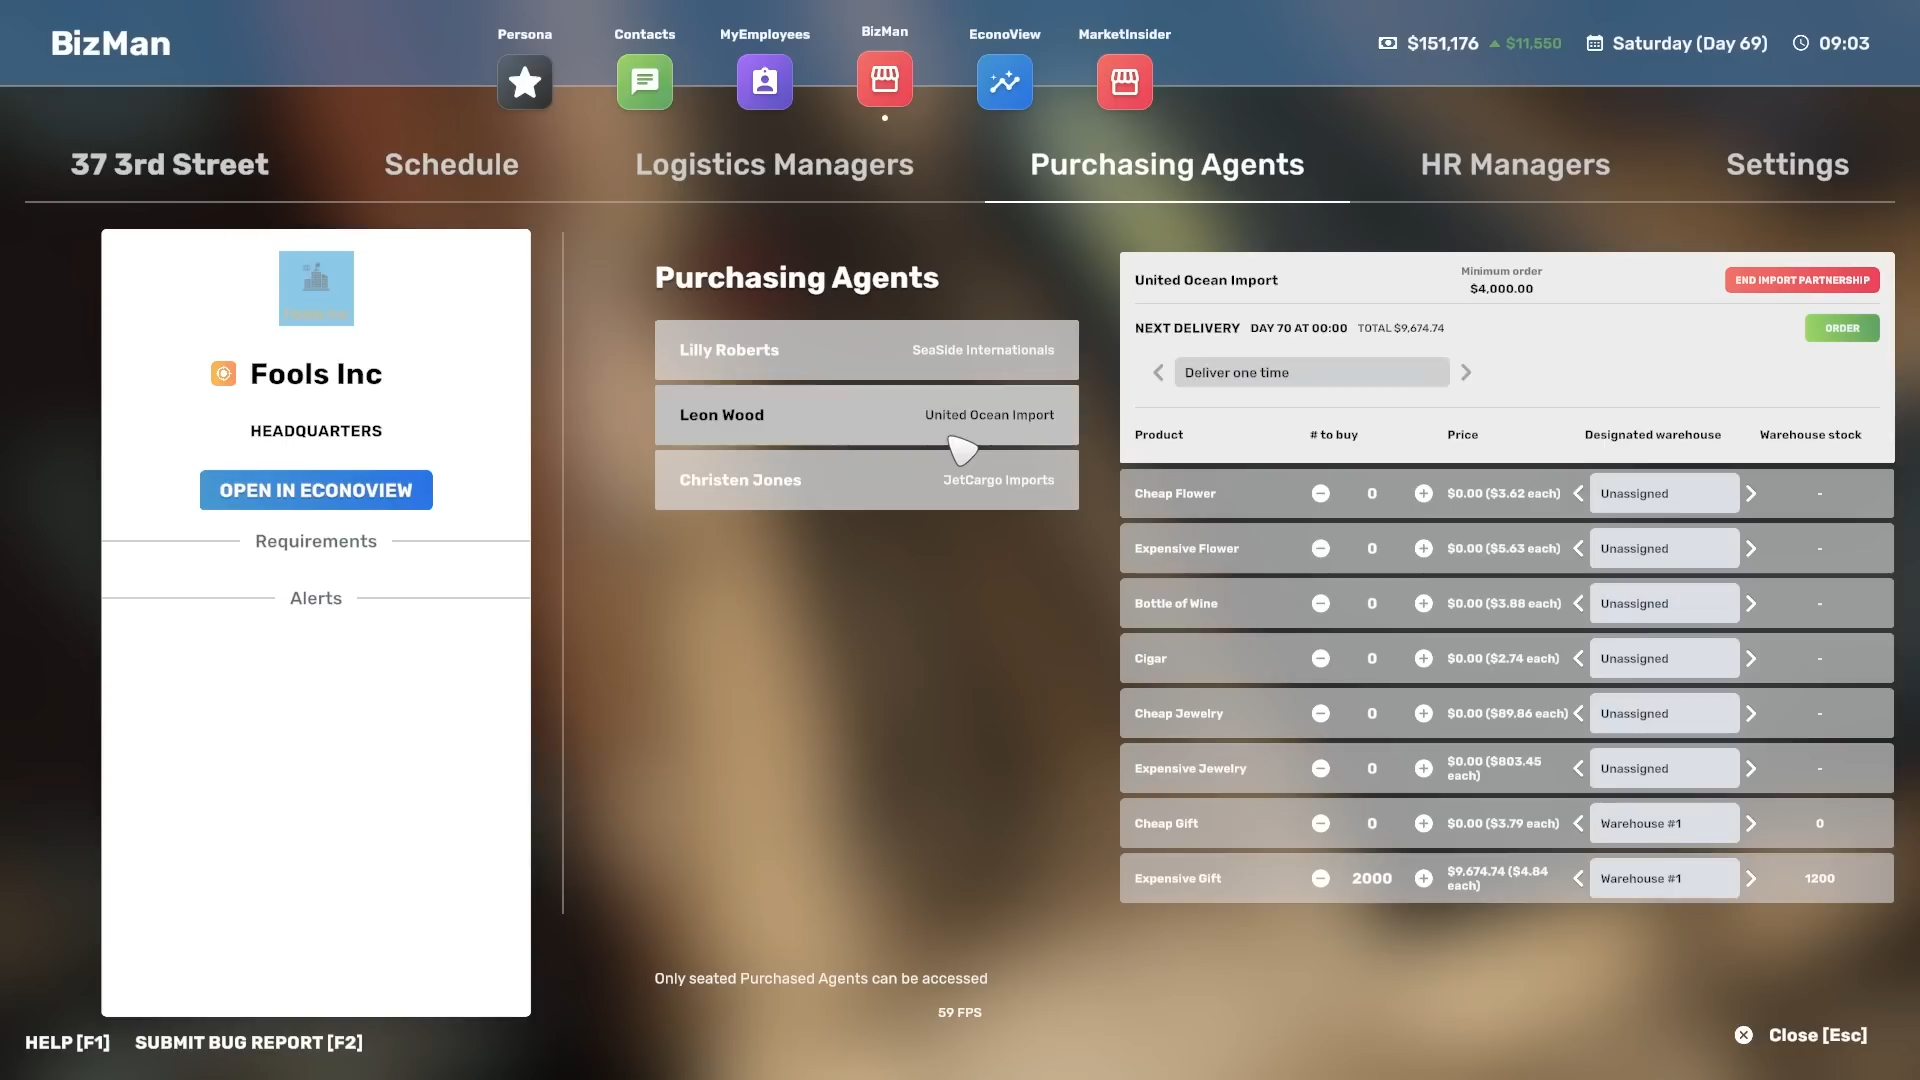 BizMan
Persona
Contacts
MyEmployees
BizMan
EconoView
MarketInsider
$151,176 $11,550 Saturday (Day 69) 09:03
37 3rd Street
Schedule
Logistics Managers
Purchasing Agents
HR Managers
Settings
Fools Inc
HEADQUARTERS
OPEN IN ECONOVIEW
Requirements
Alerts
Purchasing Agents
Lilly Roberts SeaSide Internationals
Leon Wood United Ocean Import
Christen Jones JetCargo Imports
Only seated Purchased Agents can be accessed
59 FPS
United Ocean Import
Minimum order
$4,000.00
END IMPORT PARTNERSHIP
NEXT DELIVERY DAY 70 AT 00:00 TOTAL $9,674.74
ORDER
Deliver one time
Product # to buy Price Designated warehouse Warehouse stock
Cheap Flower 0 $0.00 ($3.62 each) Unassigned -
Expensive Flower 0 $0.00 ($5.63 each) Unassigned -
Bottle of Wine 0 $0.00 ($3.88 each) Unassigned -
Cigar 0 $0.00 ($2.74 each) Unassigned -
Cheap Jewelry 0 $0.00 ($89.86 each) Unassigned -
Expensive Jewelry 0 $0.00 ($803.45
each) Unassigned -
Cheap Gift 0 $0.00 ($3.79 each) Warehouse #1 0
Expensive Gift 2000 $9,674.74 ($4.84
each) Warehouse #1 1200
HELP [F1] SUBMIT BUG REPORT [F2]
Close [Esc]